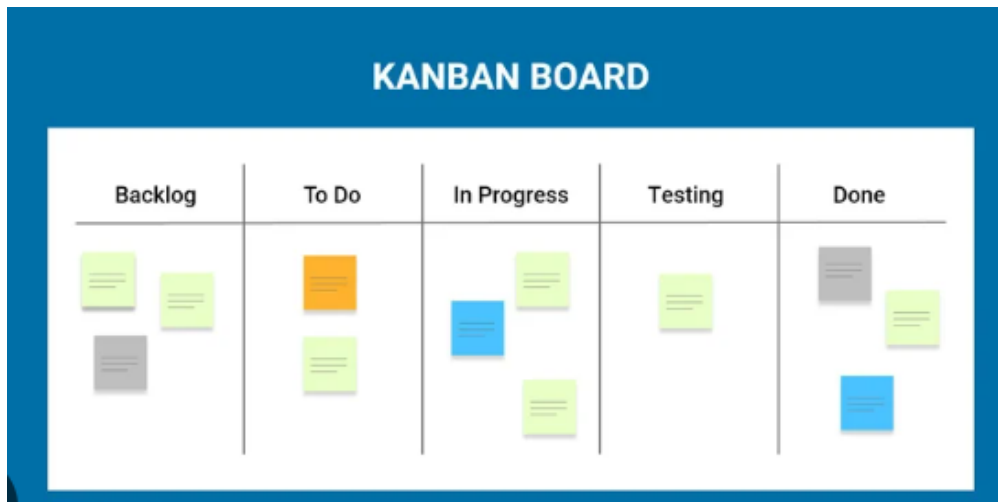 KANBAN BOARD
Backlog
To Do
In Progress
Testing
Done